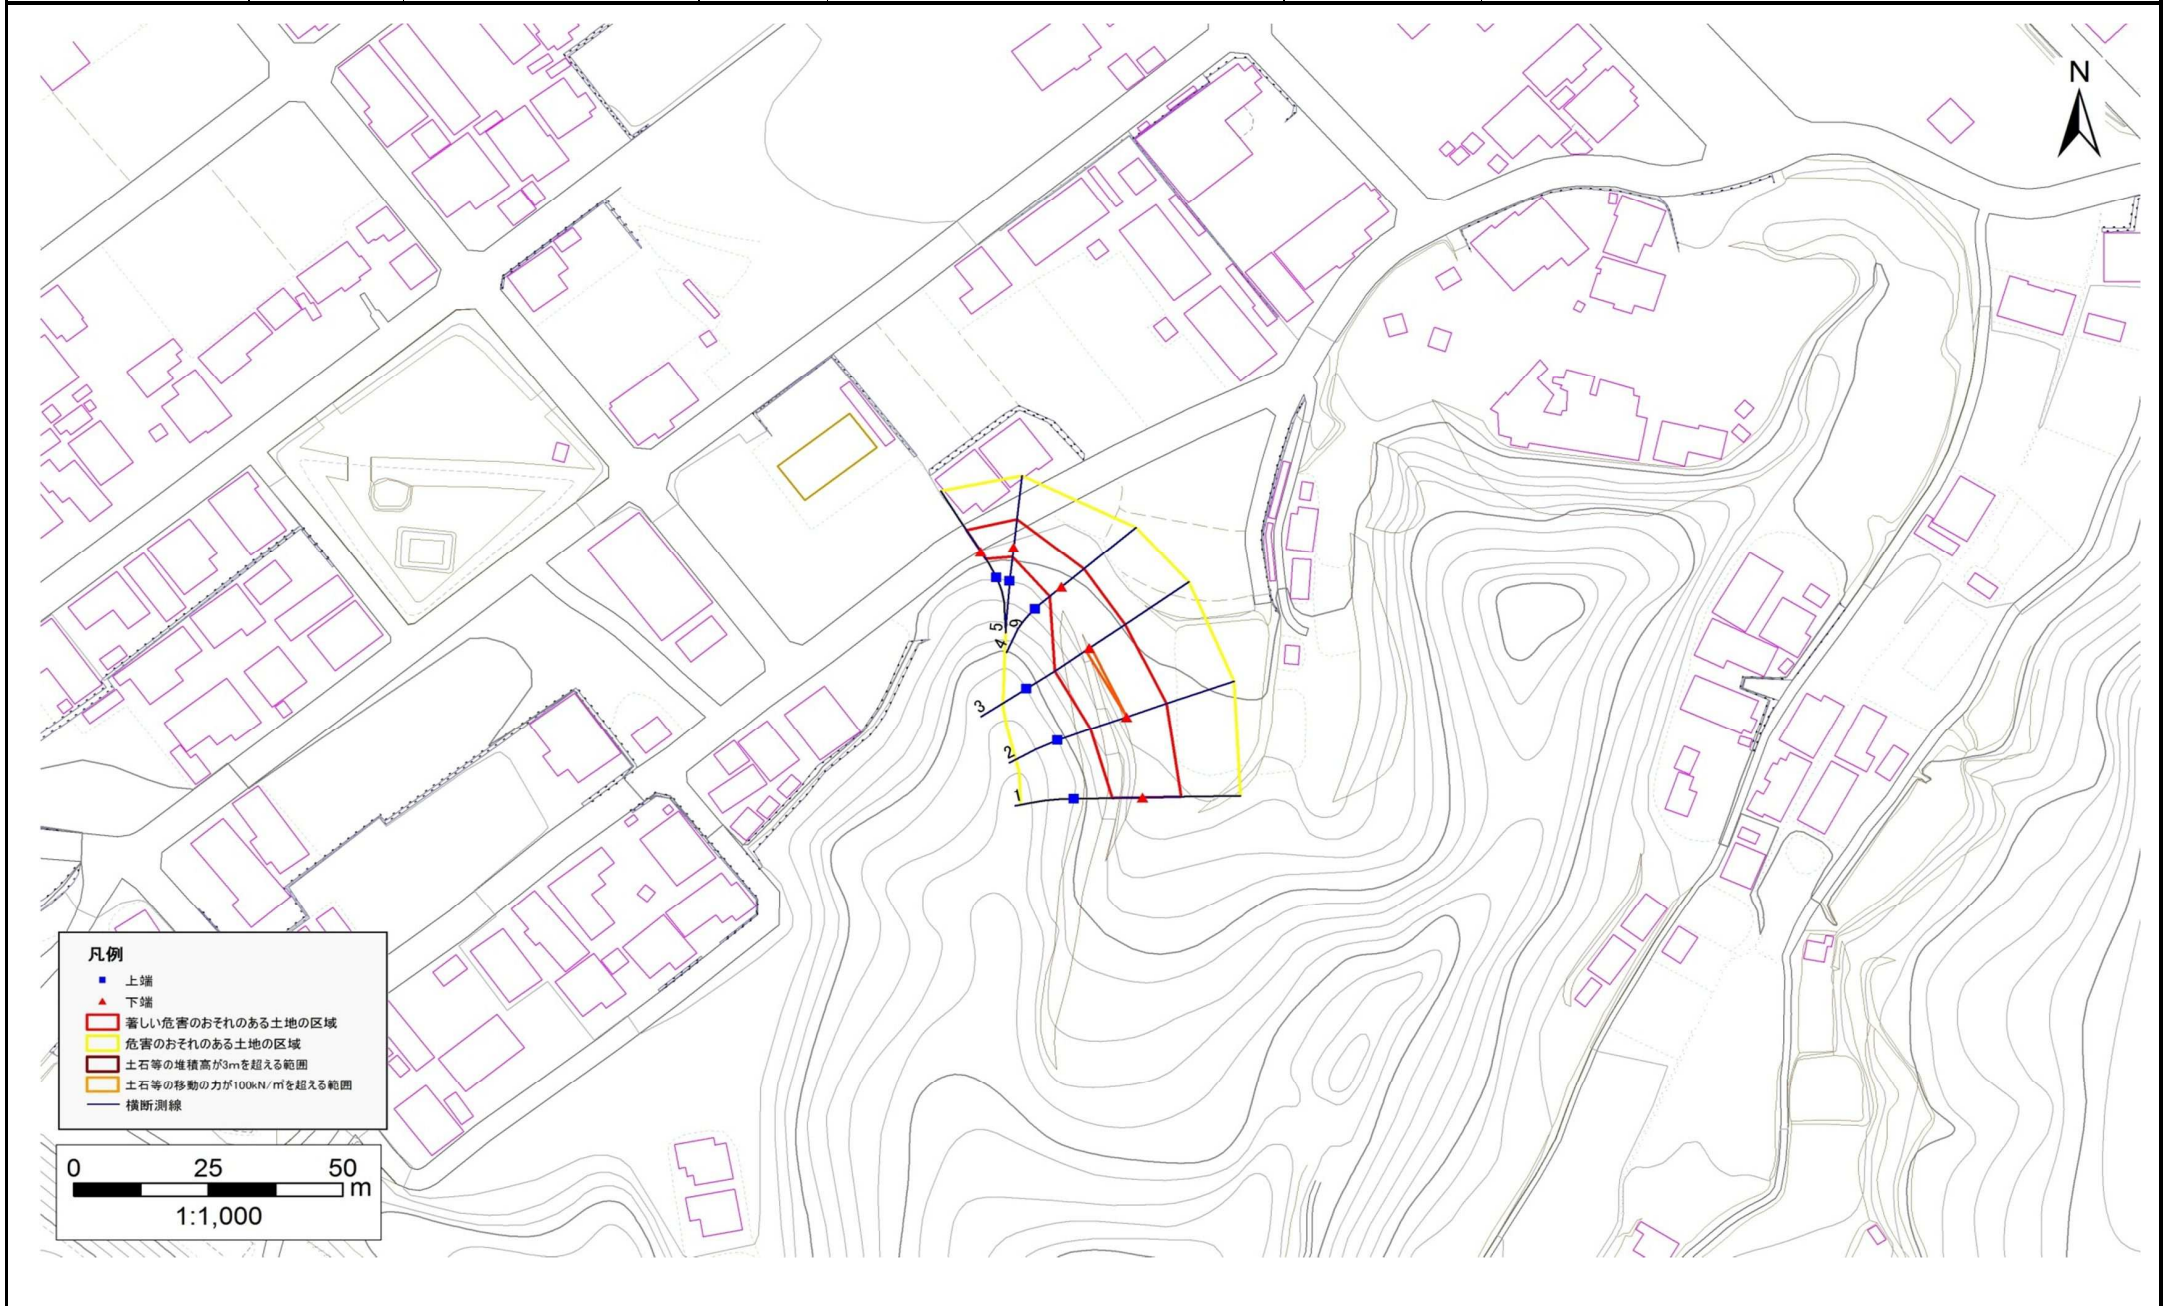 N
5
9
4
3
2
1
凡例
上端
下端
著しい危害のおそれのある土地の区域
危害のおそれのある土地の区域
土石等の堆積高が3mを超える範囲
土石等の移動の力が100kN/㎡を超える範囲
横断測線
0 25 50
m
1:1,000